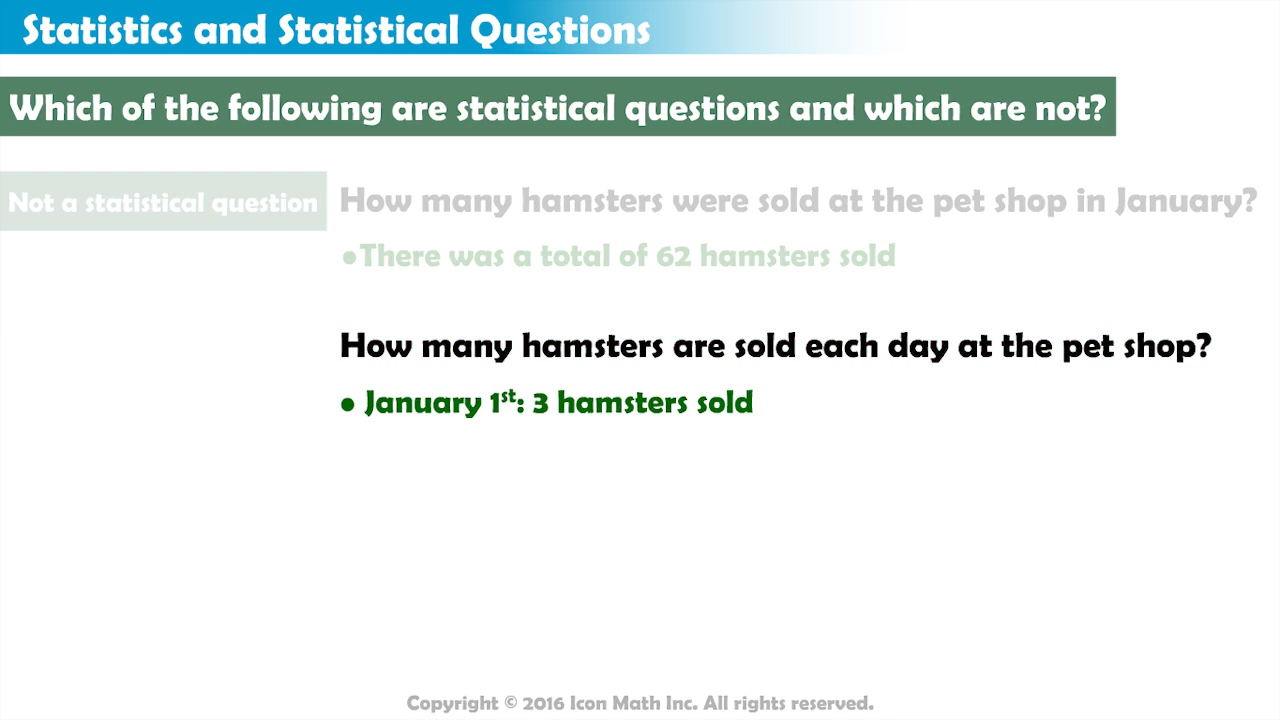 Statistics and Statistical Questions
Which of the following are statistical questions and which are not?
Not a statistical question
How many hamsters were sold at the pet shop in January?
•There was a total of 62 hamsters sold
How many hamsters are sold each day at the pet shop?
• January 1st: 3 hamsters sold
Copyright © 2016 Icon Math Inc. All rights reserved.